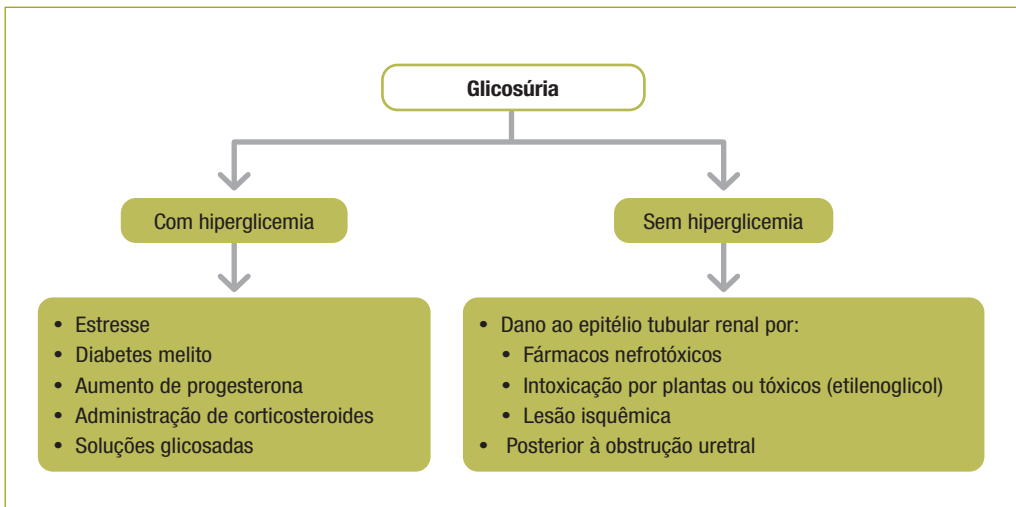 Glicosúria
Com hiperglicemia
Sem hiperglicemia
• Estresse
• Diabetes melito
• Aumento de progesterona
• Administração de corticosteroides
• Soluções glicosadas
• Dano ao epitélio tubular renal por:
• Fármacos nefrotóxicos
• Intoxicação por plantas ou tóxicos (etilenoglicol)
• Lesão isquêmica
• Posterior à obstrução uretral